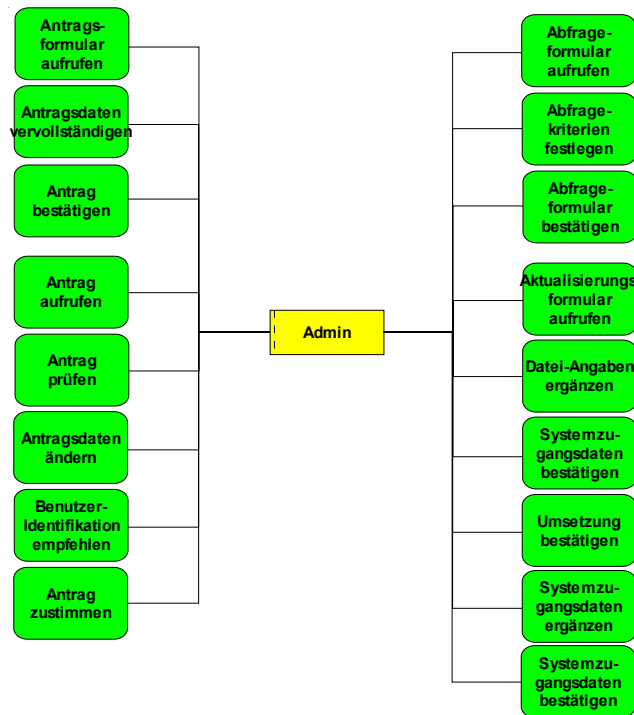 Antrags-
formular
aufrufen
Antragsdaten
vervollständigen
Antrag
bestätigen
Antrag
aufrufen
Antrag
prüfen
Antragsdaten
ändern
Benutzer-
Identifikation
empfehlen
Antrag
zustimmen
Admin
Abfrage-
formular
aufrufen
Abfrage-
kriterien
festlegen
Abfrage-
formular
bestätigen
Aktualisierungs
formular
aufrufen
Datei-Angaben
ergänzen
Systemzu-
gangsdaten
bestätigen
Umsetzung
bestätigen
Systemzu-
gangsdaten
ergänzen
Systemzu-
gangsdaten
bestätigen